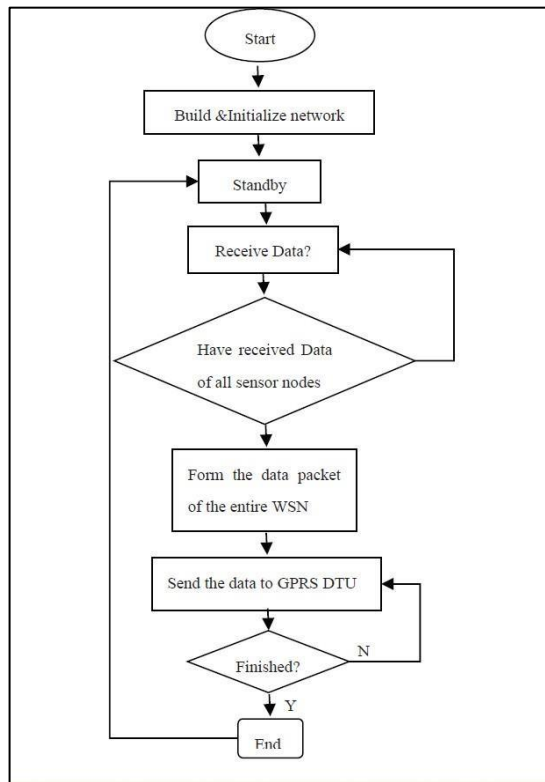 Start
Build &Initialize network
Standby
Receive Data?
Have received Data
of all sensor nodes
Form the data packet
of the entire WSN
Send the data to GPRS DTU
N
Finished?
Y
End